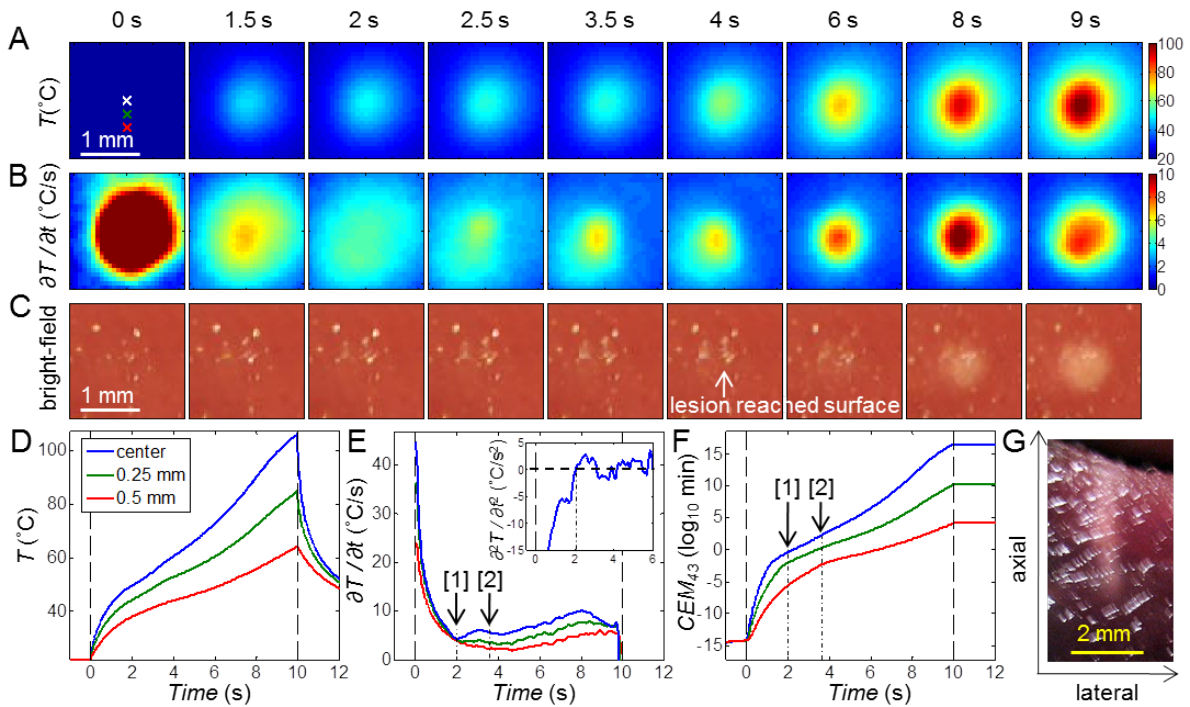 0 s 1.5 s 2 s 2.5 s 3.5 s 4 s 6 s 8 s 9 s
A
T(˚C)
1 mm
100
80
60
40
20
B
∂T / ∂t (˚C/s)
10
8
6
4
2
0
C
bright-field
1 mm
lesion reached surface
D
T (˚C)
100
80
60
40
center
0.25 mm
0.5 mm
0 2 4 6 8 10 12
Time (s)
E
∂T / ∂t (˚C/s)
40
30
20
10
0
[1] [2]
∂²T / ∂t² (˚C/s²)
5
0
-5
-10
-15
0 2 4 6
0 2 4 6 8 10 12
Time (s)
F
CEM43 (log10 min)
15
10
5
0
-5
-10
-15
[1] [2]
0 2 4 6 8 10 12
Time (s)
G
axial
2 mm
lateral